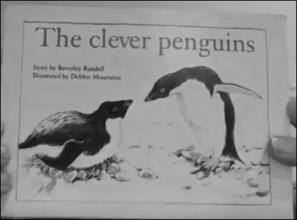 The clever penguins
Story by Beverley Randell
Illustrated by Debbie Mourtzios